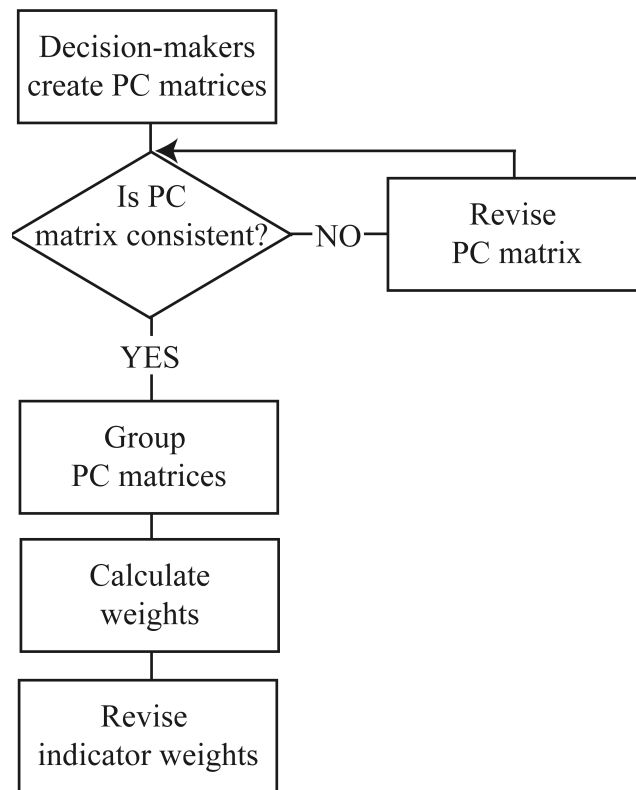 Decision-makers
create PC matrices
Is PC
matrix consistent?
NO
Revise
PC matrix
YES
Group
PC matrices
Calculate
weights
Revise
indicator weights